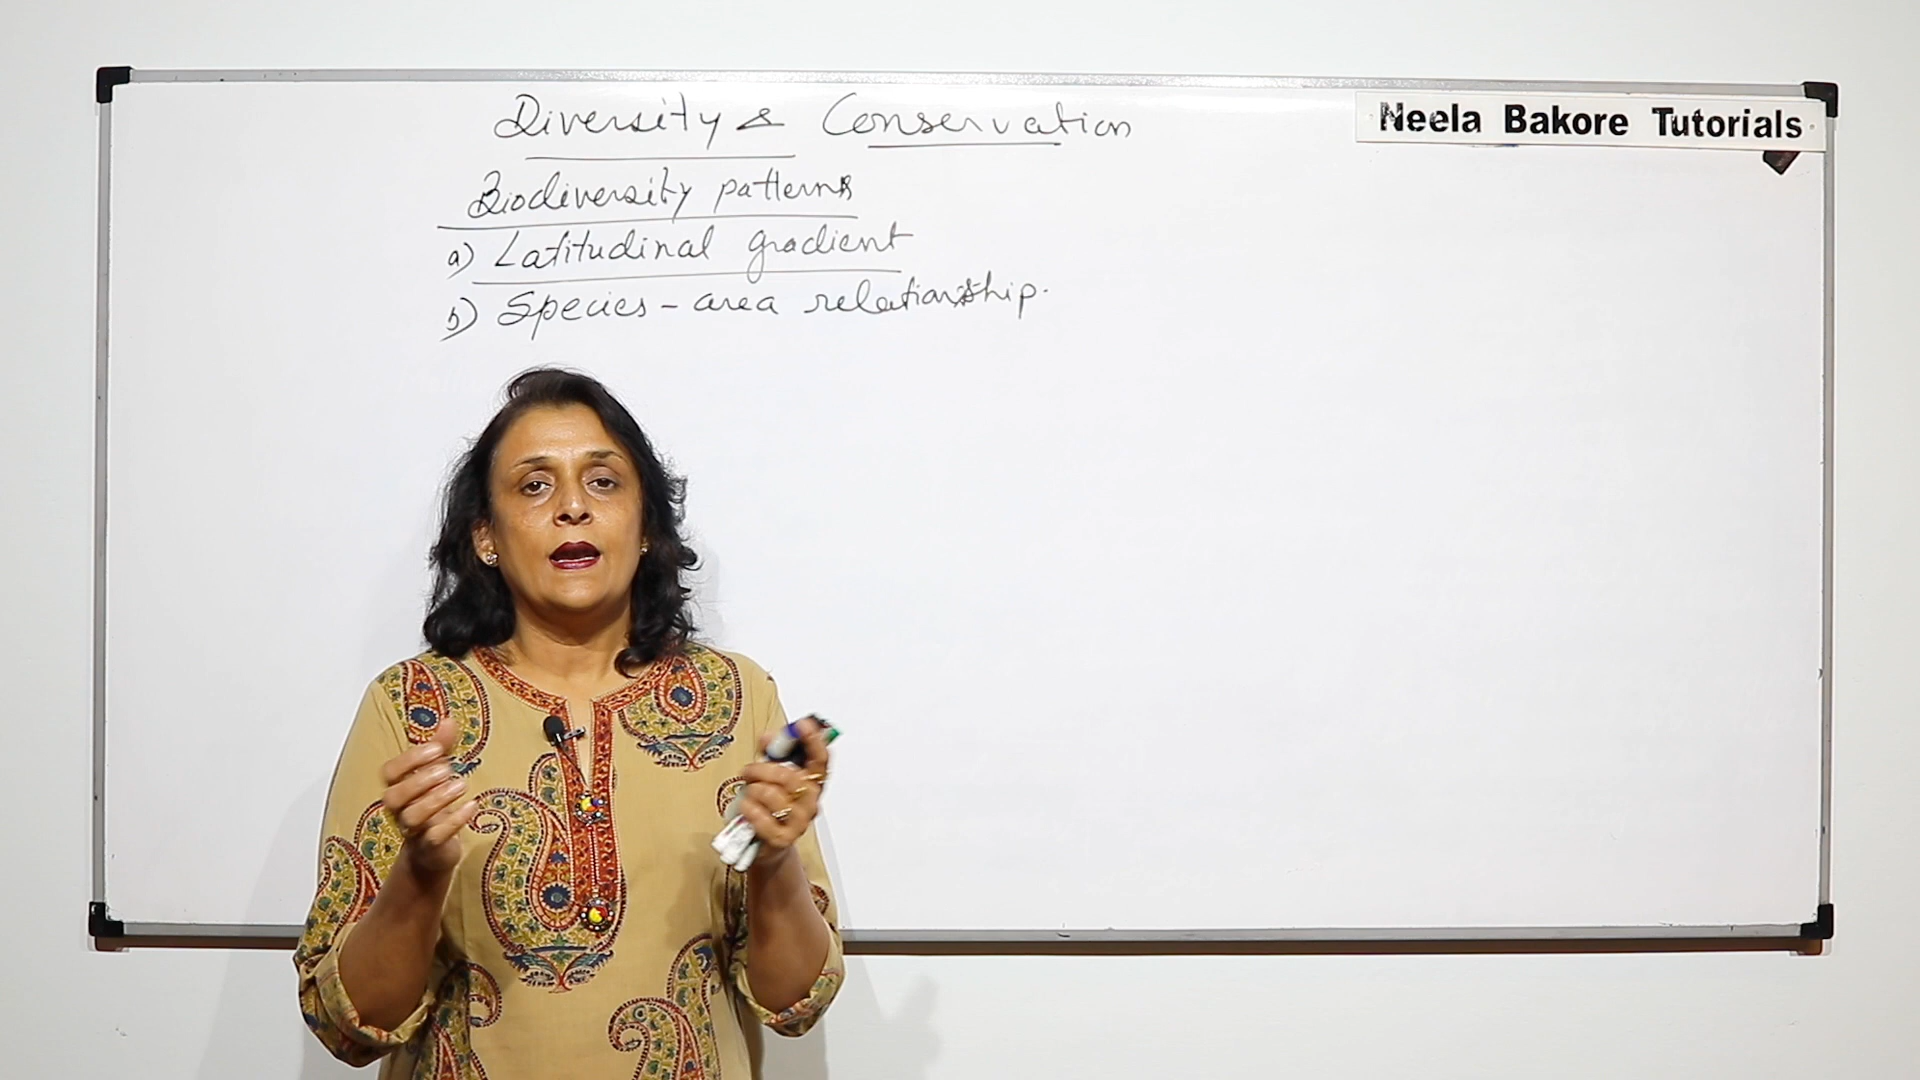 Diversity & Conservation
Neela Bakore Tutorials
Biodiversity patterns
a) Latitudinal gradient
b) Species - area relationship.